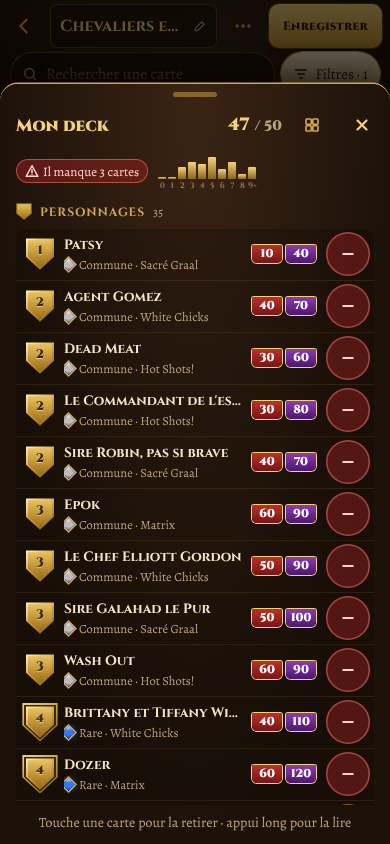 Chevaliers e...
Enregistrer
Rechercher une carte
Filtres · 1
Mon deck
47 / 50
Il manque 3 cartes
0 1 2 3 4 5 6 7 8 9+
PERSONNAGES 35
1
Patsy
Commune · Sacré Graal
10 40
2
Agent Gomez
Commune · White Chicks
40 70
2
Dead Meat
Commune · Hot Shots!
30 60
2
Le Commandant de l'es...
Commune · Hot Shots!
30 80
2
Sire Robin, pas si brave
Commune · Sacré Graal
40 70
3
Epok
Commune · Matrix
60 90
3
Le Chef Elliott Gordon
Commune · White Chicks
50 90
3
Sire Galahad le Pur
Commune · Sacré Graal
50 100
3
Wash Out
Commune · Hot Shots!
60 90
4
Brittany et Tiffany Wi...
Rare · White Chicks
40 110
4
Dozer
Rare · Matrix
60 120
Touche une carte pour la retirer · appui long pour la lire